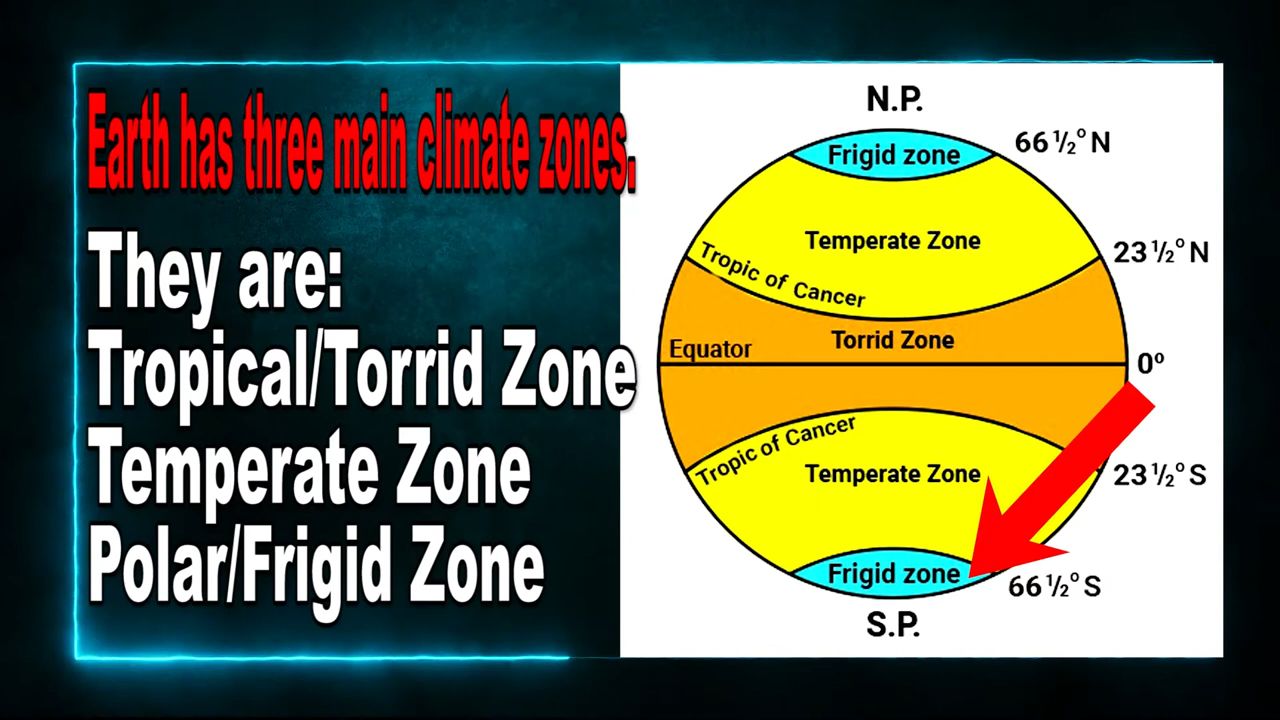 Earth has three main climate zones.
They are:
Tropical/Torrid Zone
Temperate Zone
Polar/Frigid Zone
N.P.
66 ½° N
Frigid zone
Temperate Zone
23 ½° N
Tropic of Cancer
Torrid Zone
Equator
0º
Tropic of Cancer
Temperate Zone
23 ½° S
Frigid zone
66 ½° S
S.P.